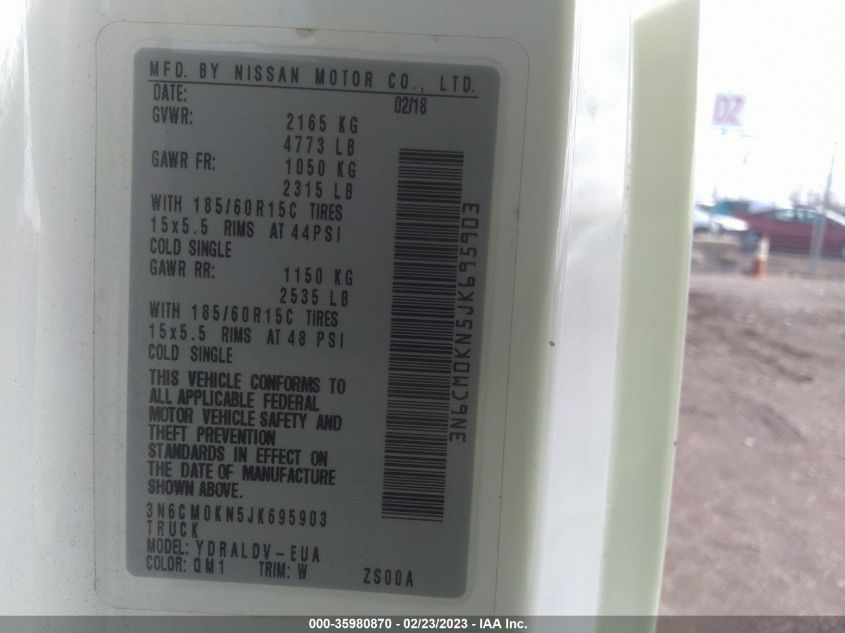 MFD. BY NISSAN MOTOR CO., LTD.
DATE: 02/18
GVWR: 2165 KG
4773 LB
GAWR FR: 1050 KG
2315 LB
WITH 185/60R15C TIRES
15x5.5 RIMS AT 44PSI
COLD SINGLE
GAWR RR: 1150 KG
2535 LB
WITH 185/60R15C TIRES
15x5.5 RIMS AT 48 PSI
COLD SINGLE
THIS VEHICLE CONFORMS TO
ALL APPLICABLE FEDERAL
MOTOR VEHICLE SAFETY AND
THEFT PREVENTION
STANDARDS IN EFFECT ON
THE DATE OF MANUFACTURE
SHOWN ABOVE.
3N6CM0KN5JK695903
TRUCK
MODEL: YDRALDV-EUA
COLOR: QM1 TRIM: W ZS00A
3N6CM0KN5JK695903
DZ
000-35980870 - 02/23/2023 - IAA Inc.